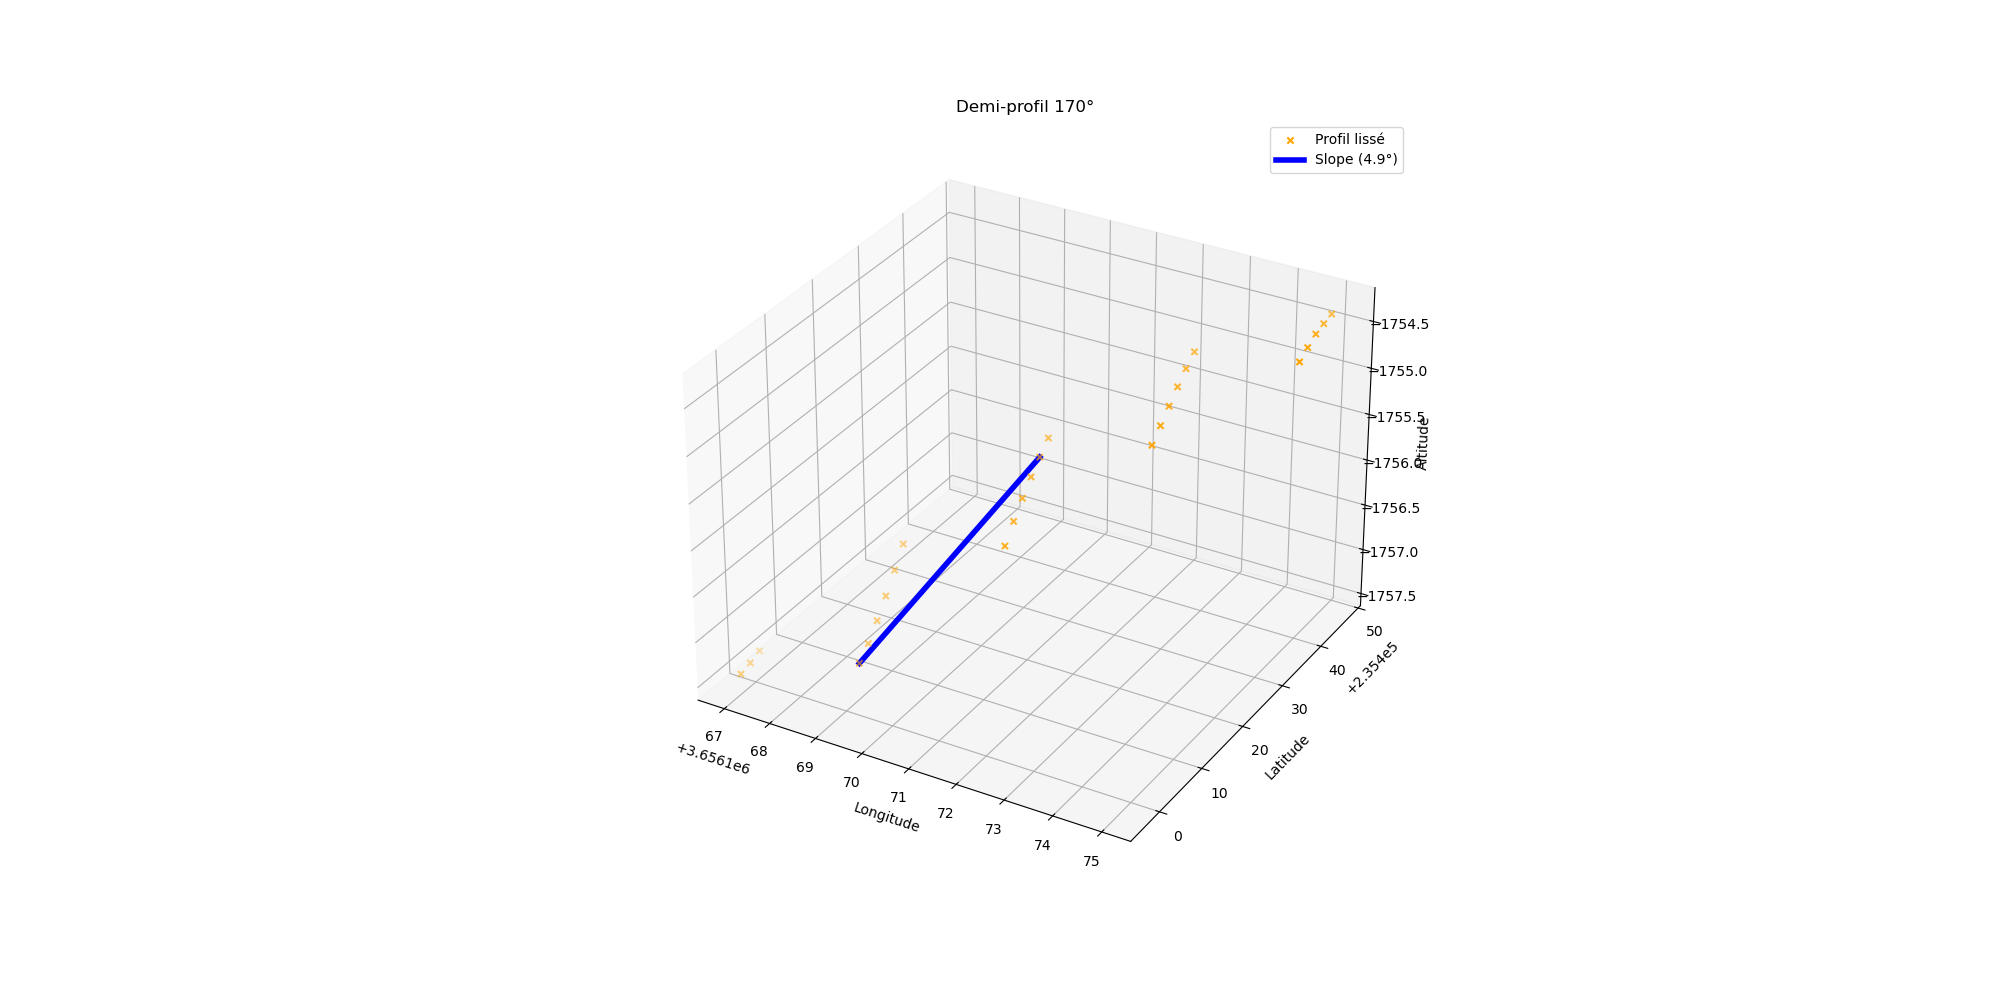 Demi-profil 170°
Profil lissé
Slope (4.9°)
−1754.5
−1755.0
−1755.5
−1756.0
−1756.5
−1757.0
−1757.5
Altitude
50
40
30
20
10
0
+2.354e5
Latitude
67
68
69
70
71
72
73
74
75
+3.6561e6
Longitude